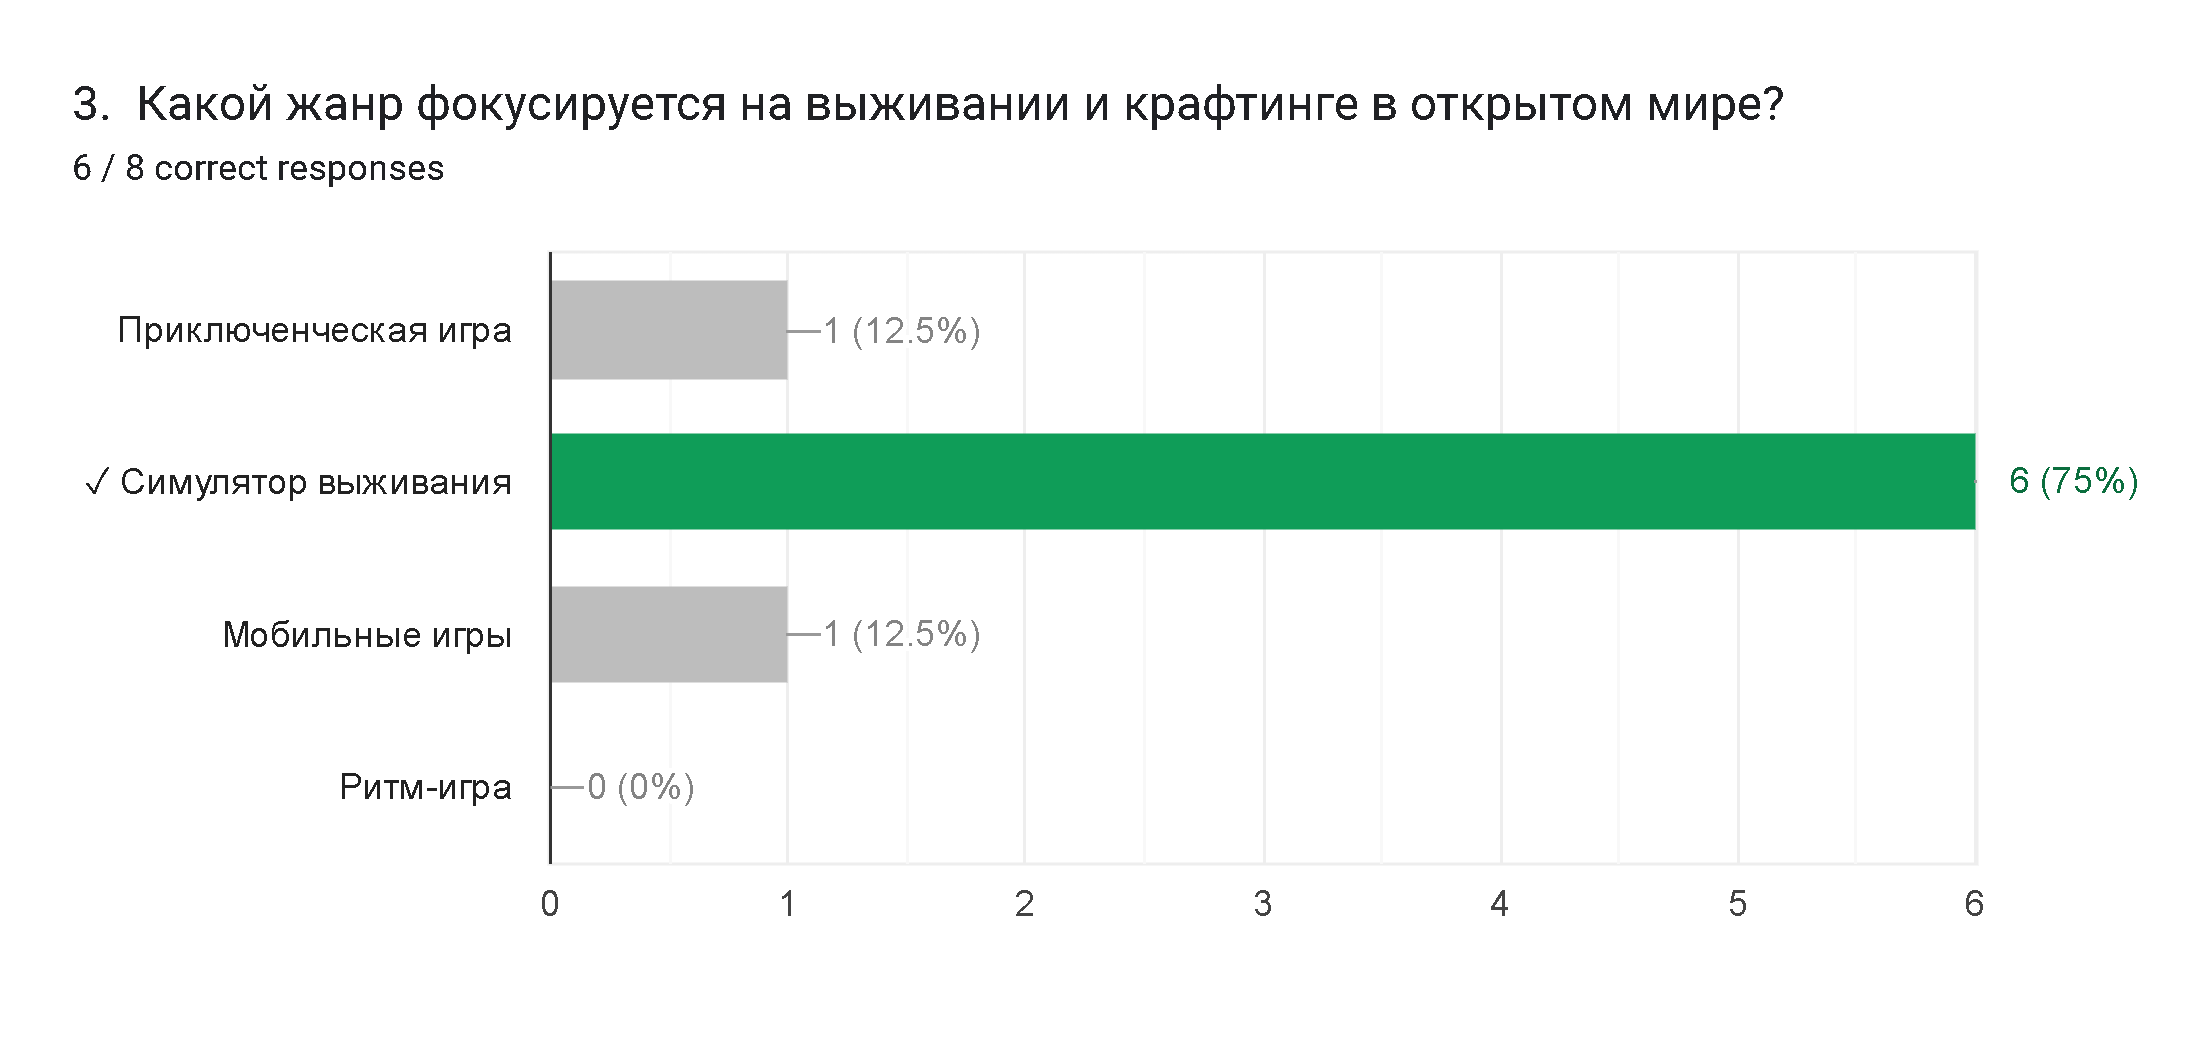 3.  Какой жанр фокусируется на выживании и крафтинге в открытом мире?
6 / 8 correct responses
Приключенческая игра
1 (12.5%)
✓ Симулятор выживания
6 (75%)
Мобильные игры
1 (12.5%)
Ритм-игра
0 (0%)
0 1 2 3 4 5 6